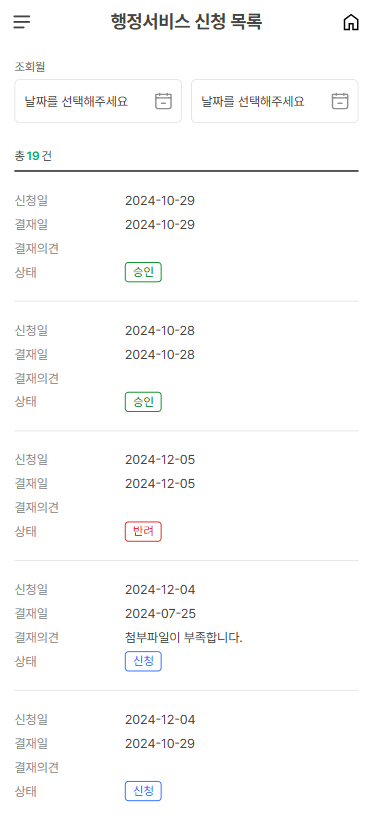 행정서비스 신청 목록
조회월
날짜를 선택해주세요 날짜를 선택해주세요
총 19 건
신청일 2024-10-29
결재일 2024-10-29
결재의견
상태 승인
신청일 2024-10-28
결재일 2024-10-28
결재의견
상태 승인
신청일 2024-12-05
결재일 2024-12-05
결재의견
상태 반려
신청일 2024-12-04
결재일 2024-07-25
결재의견 첨부파일이 부족합니다.
상태 신청
신청일 2024-12-04
결재일 2024-10-29
결재의견
상태 신청